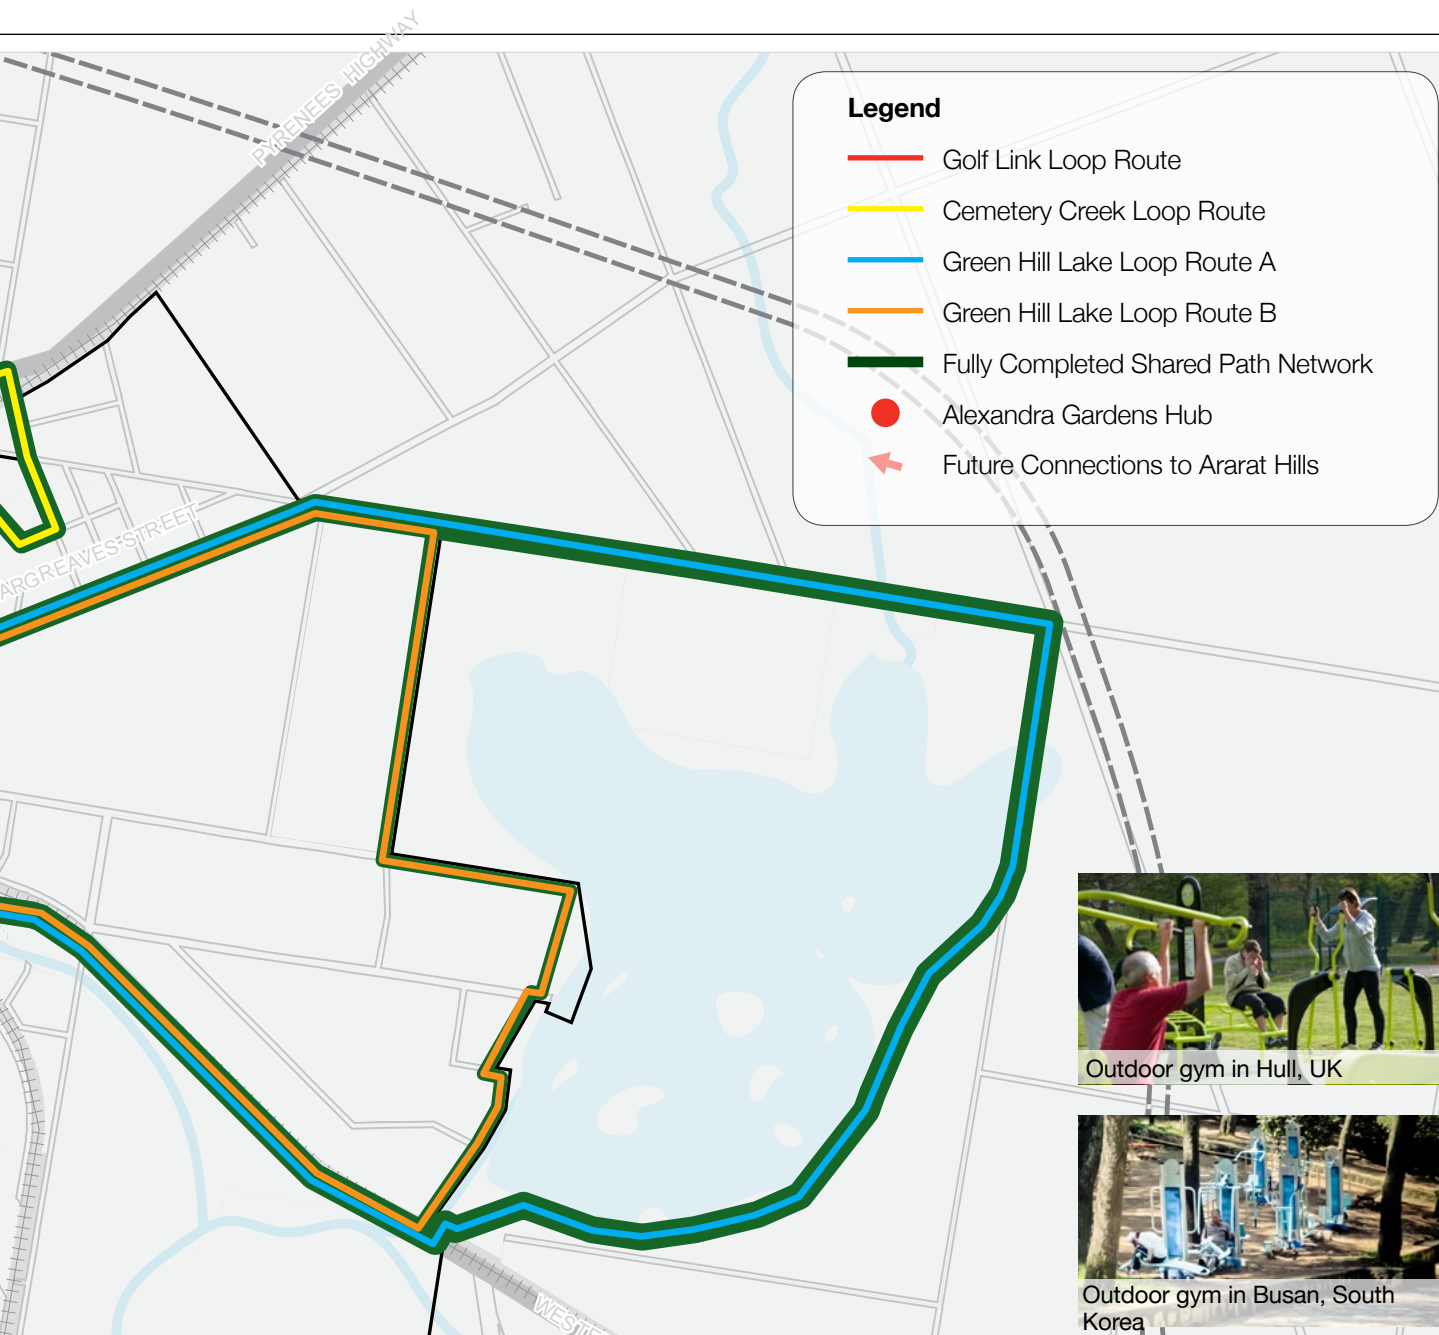 PYRENEES HIGHWAY
Legend
Golf Link Loop Route
Cemetery Creek Loop Route
Green Hill Lake Loop Route A
Green Hill Lake Loop Route B
Fully Completed Shared Path Network
Alexandra Gardens Hub
Future Connections to Ararat Hills
ARGREAVES STREET
Outdoor gym in Hull, UK
Outdoor gym in Busan, South
Korea
WESTE